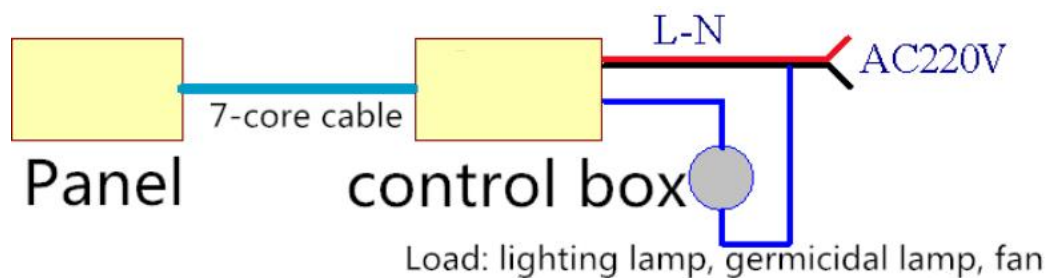 L-N
AC220V
7-core cable
Panel
control box
Load: lighting lamp, germicidal lamp, fan